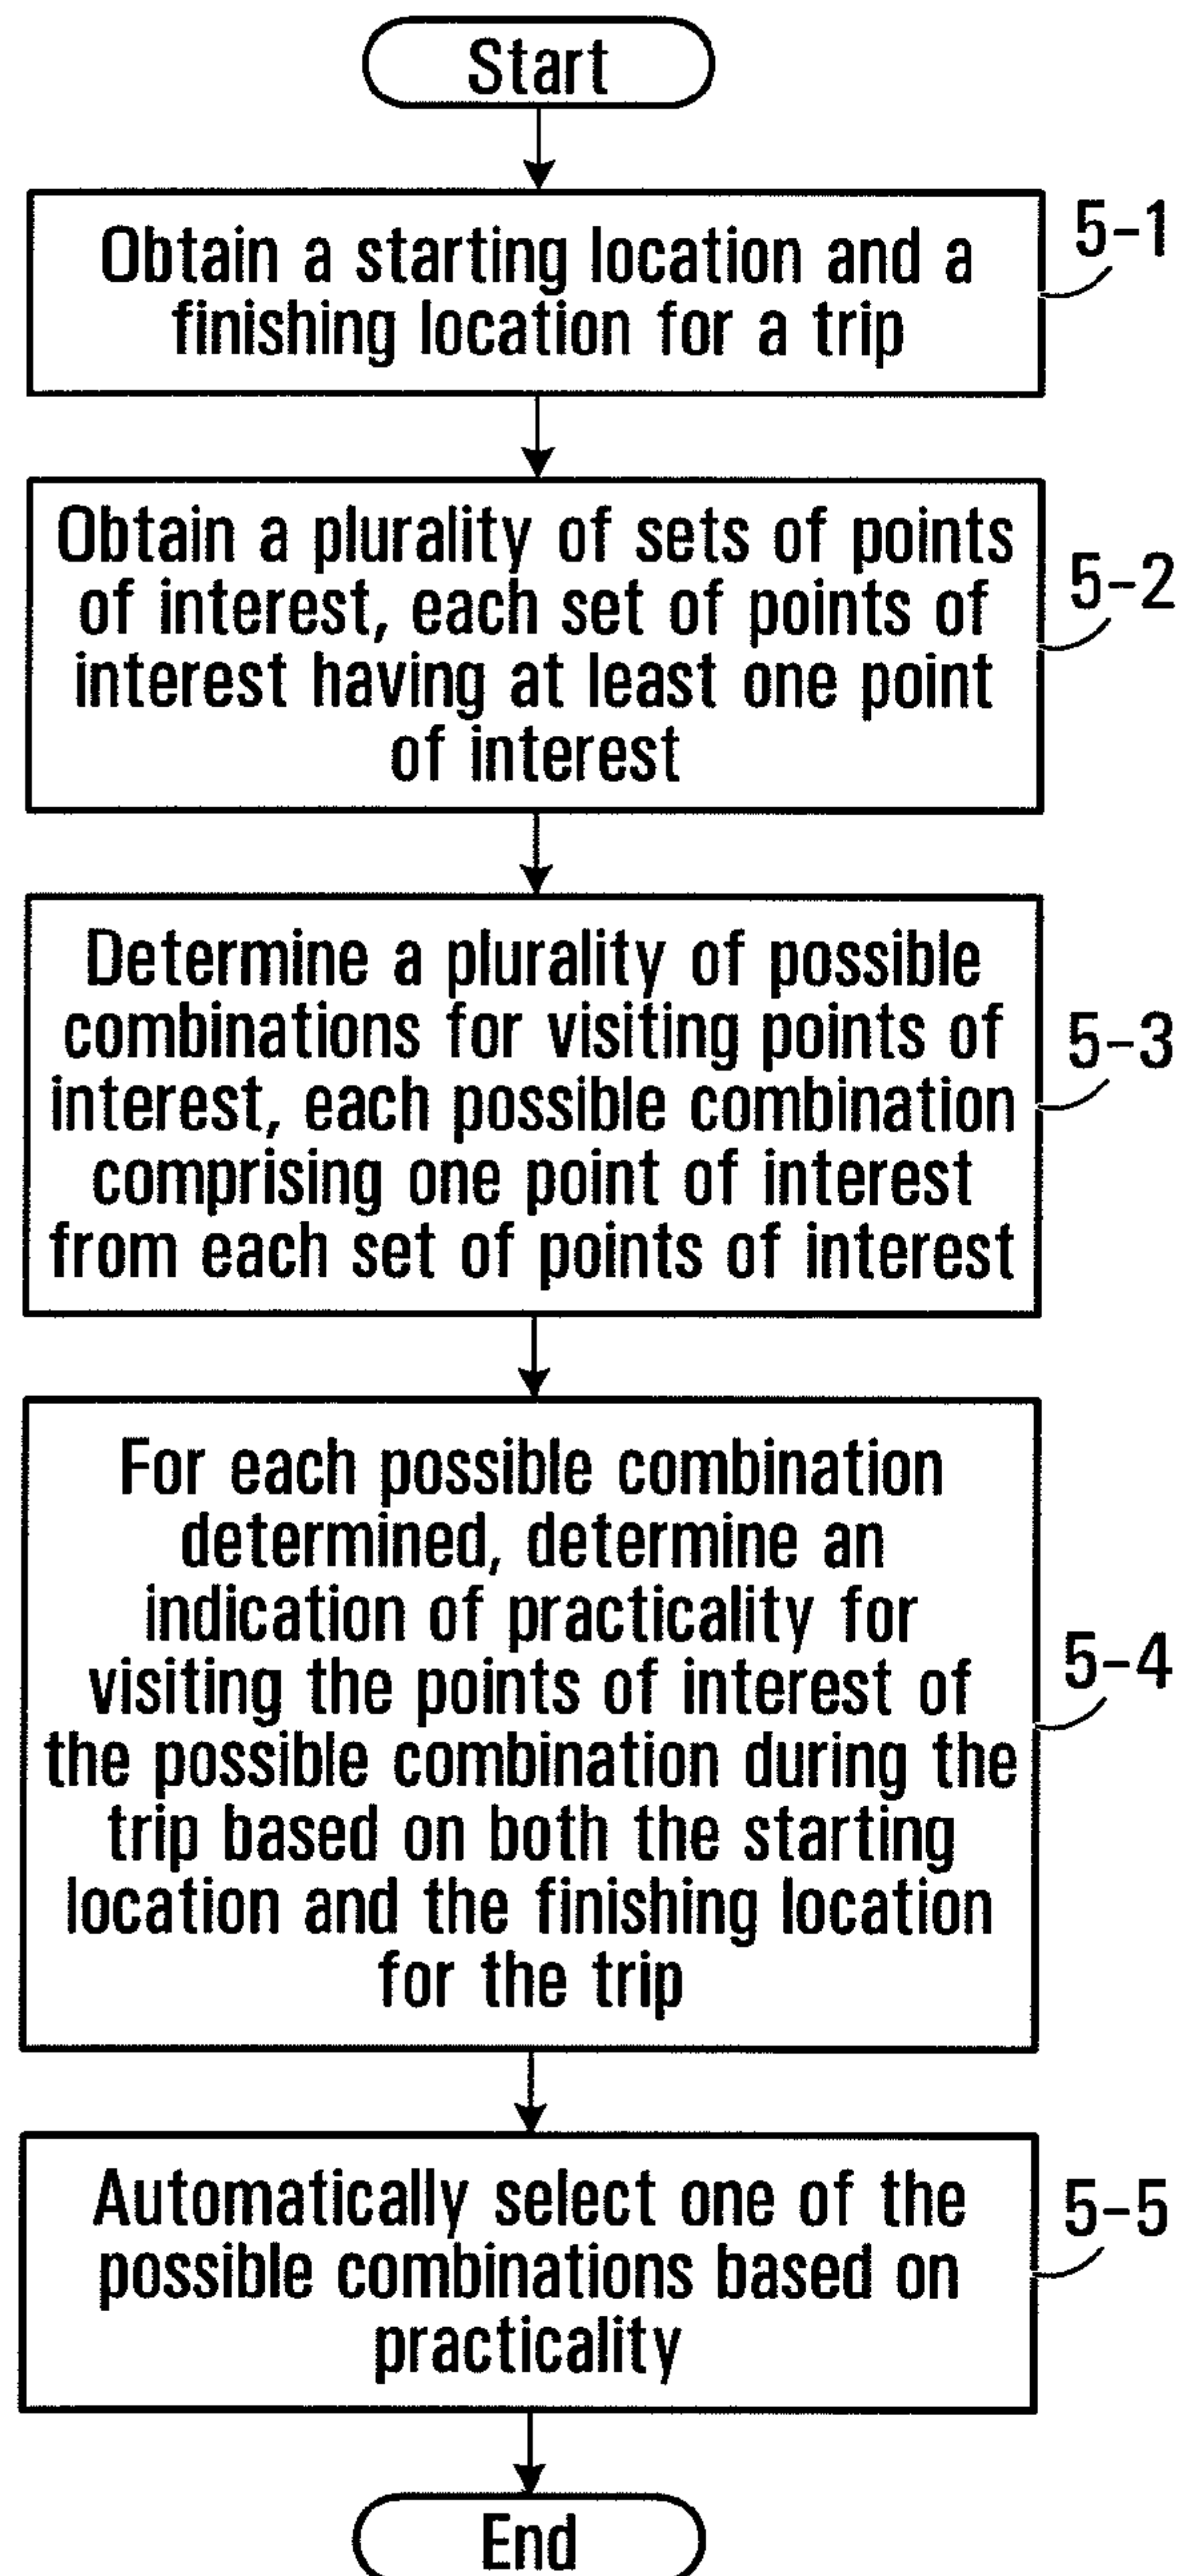 Start
Obtain a starting location and a
finishing location for a trip
5-1
Obtain a plurality of sets of points
of interest, each set of points of
interest having at least one point
of interest
5-2
Determine a plurality of possible
combinations for visiting points of
interest, each possible combination
comprising one point of interest
from each set of points of interest
5-3
For each possible combination
determined, determine an
indication of practicality for
visiting the points of interest of
the possible combination during the
trip based on both the starting
location and the finishing location
for the trip
5-4
Automatically select one of the
possible combinations based on
practicality
5-5
End